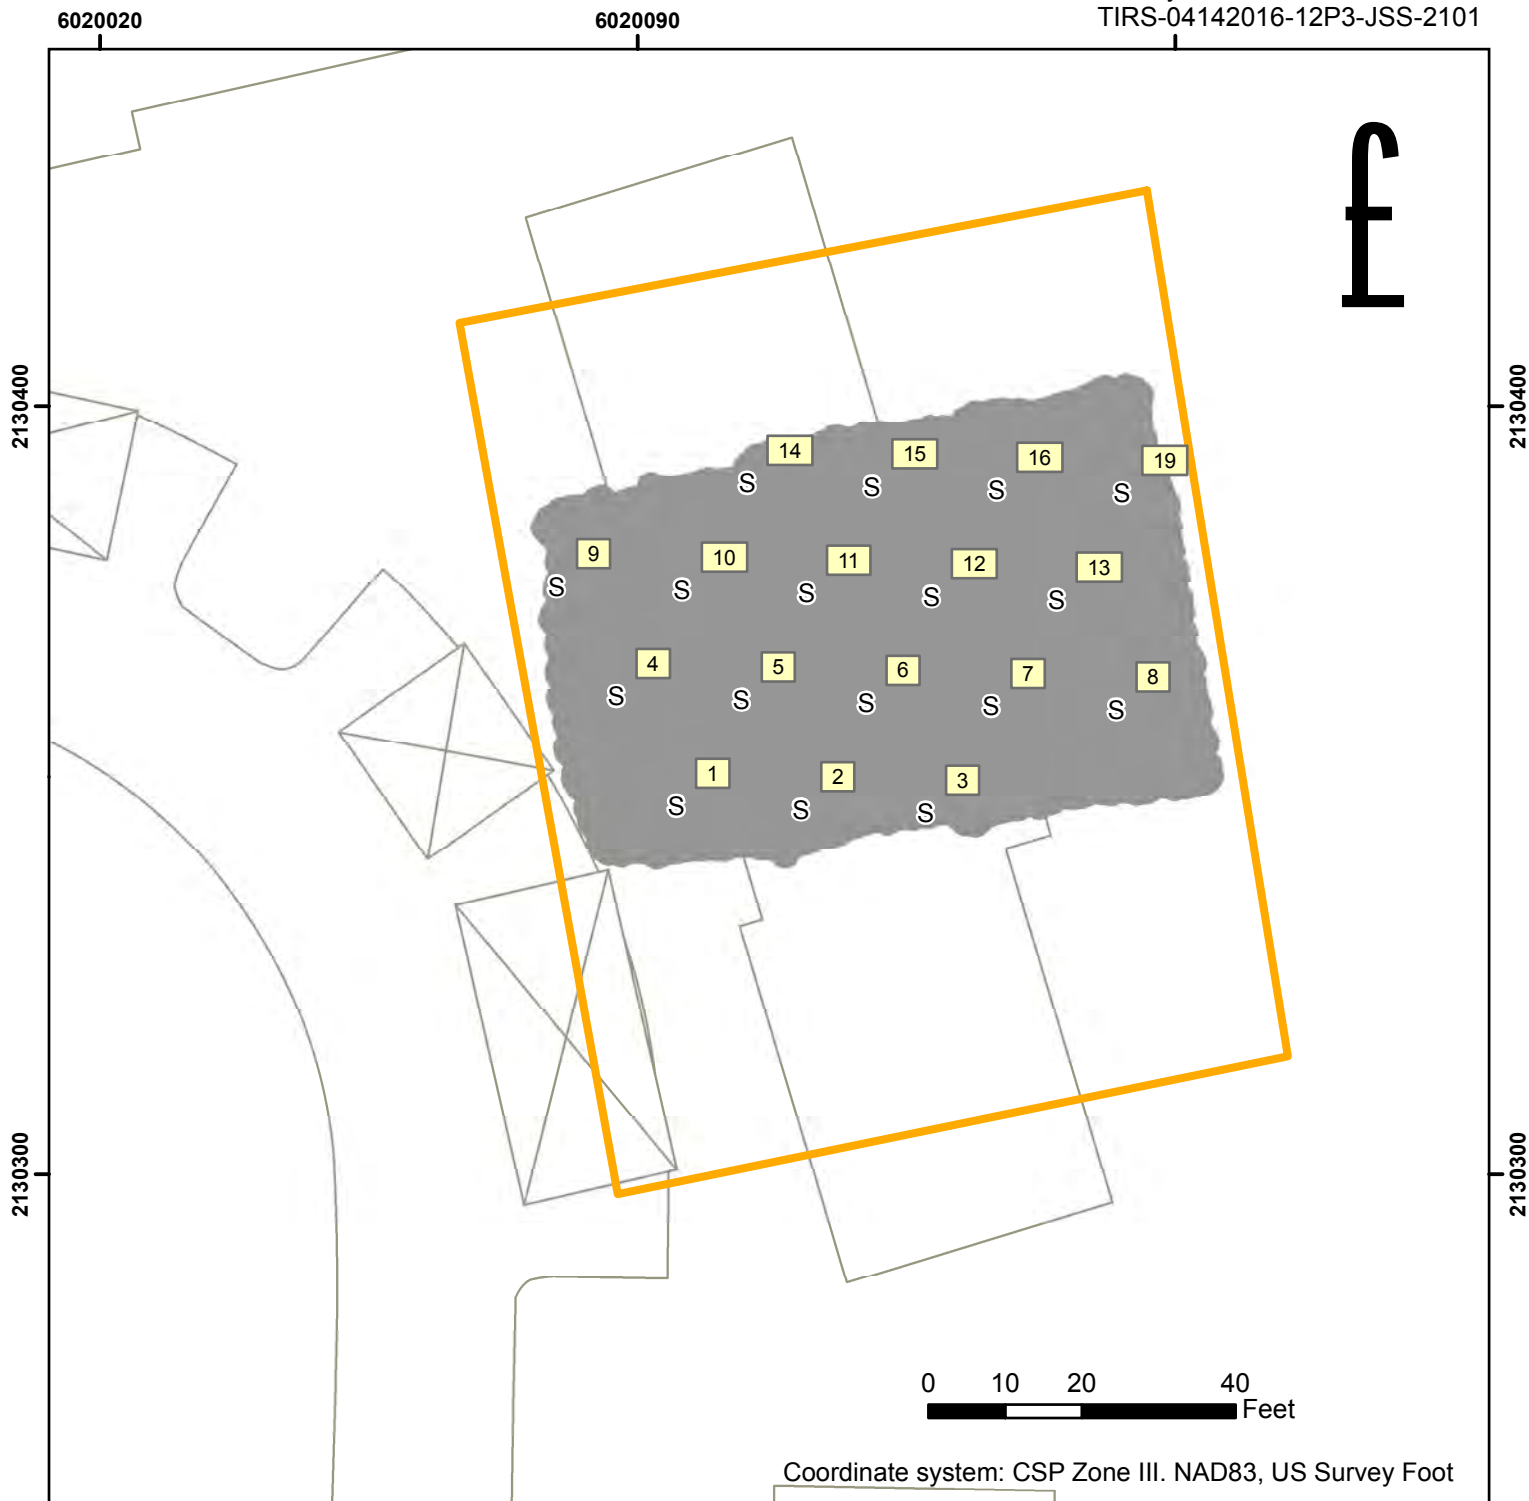 TIRS-04142016-12P3-JSS-2101
6020020 6020090
£
2130400 2130400
14 15 16 19
S S S S
9 10 11 12 13
S S S S S
4 5 6 7 8
S S S S S
1 2 3
S S S
2130300 2130300
0 10 20 40
Feet
Coordinate system: CSP Zone III. NAD83, US Survey Foot